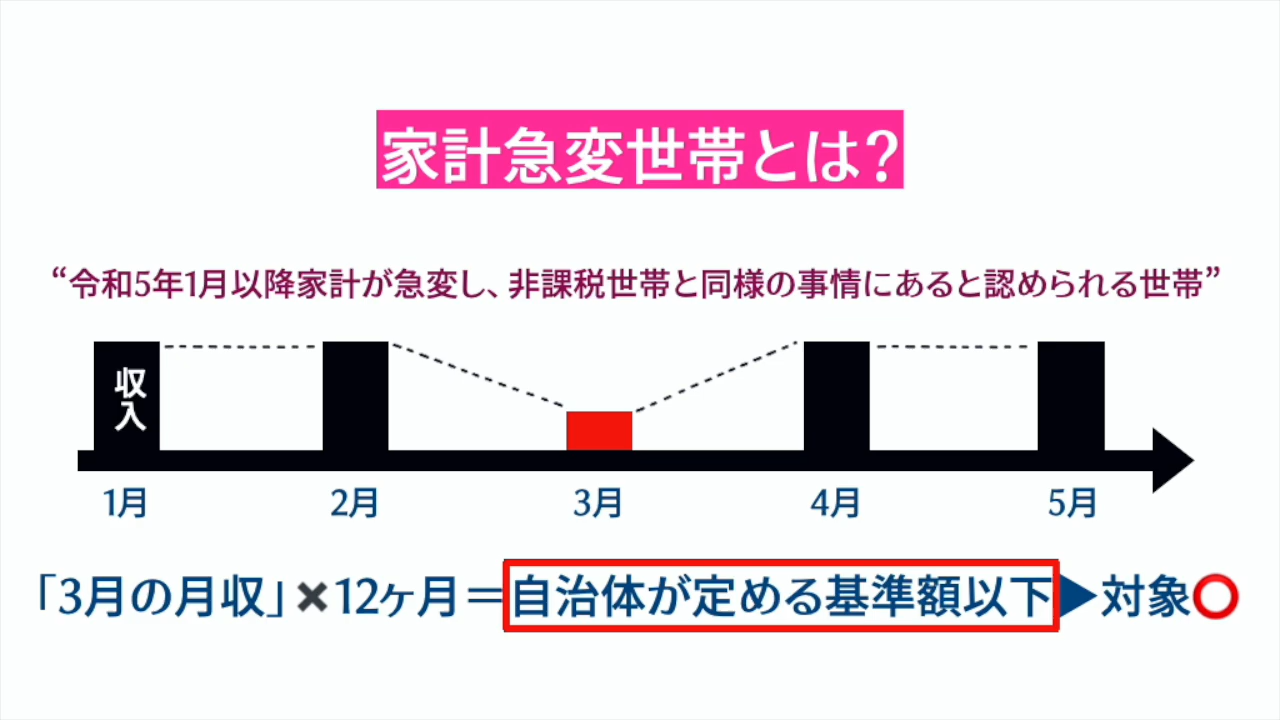 家計急変世帯とは?
“令和5年1月以降家計が急変し、非課税世帯と同様の事情にあると認められる世帯”
収入
1月 2月 3月 4月 5月
「3月の月収」✖12ヶ月＝自治体が定める基準額以下▶対象⭕